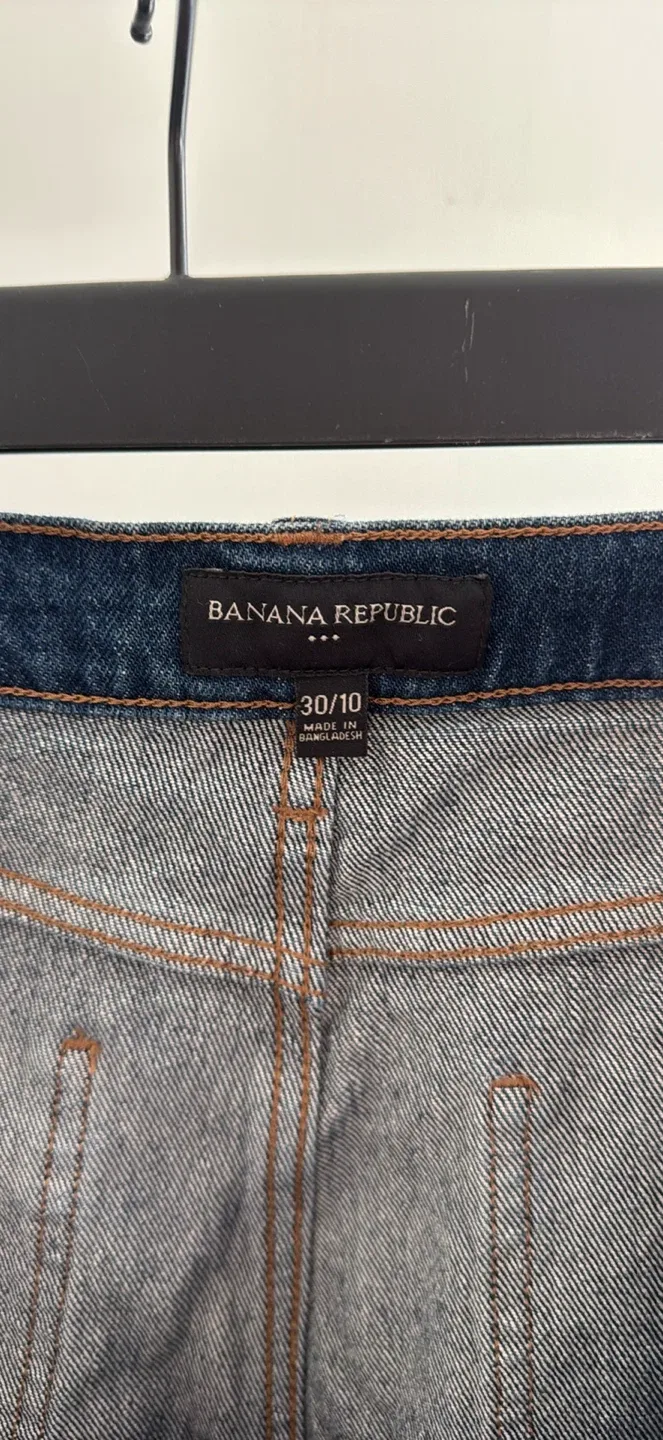 BANANA REPUBLIC
30/10
MADE IN
BANGLADESH